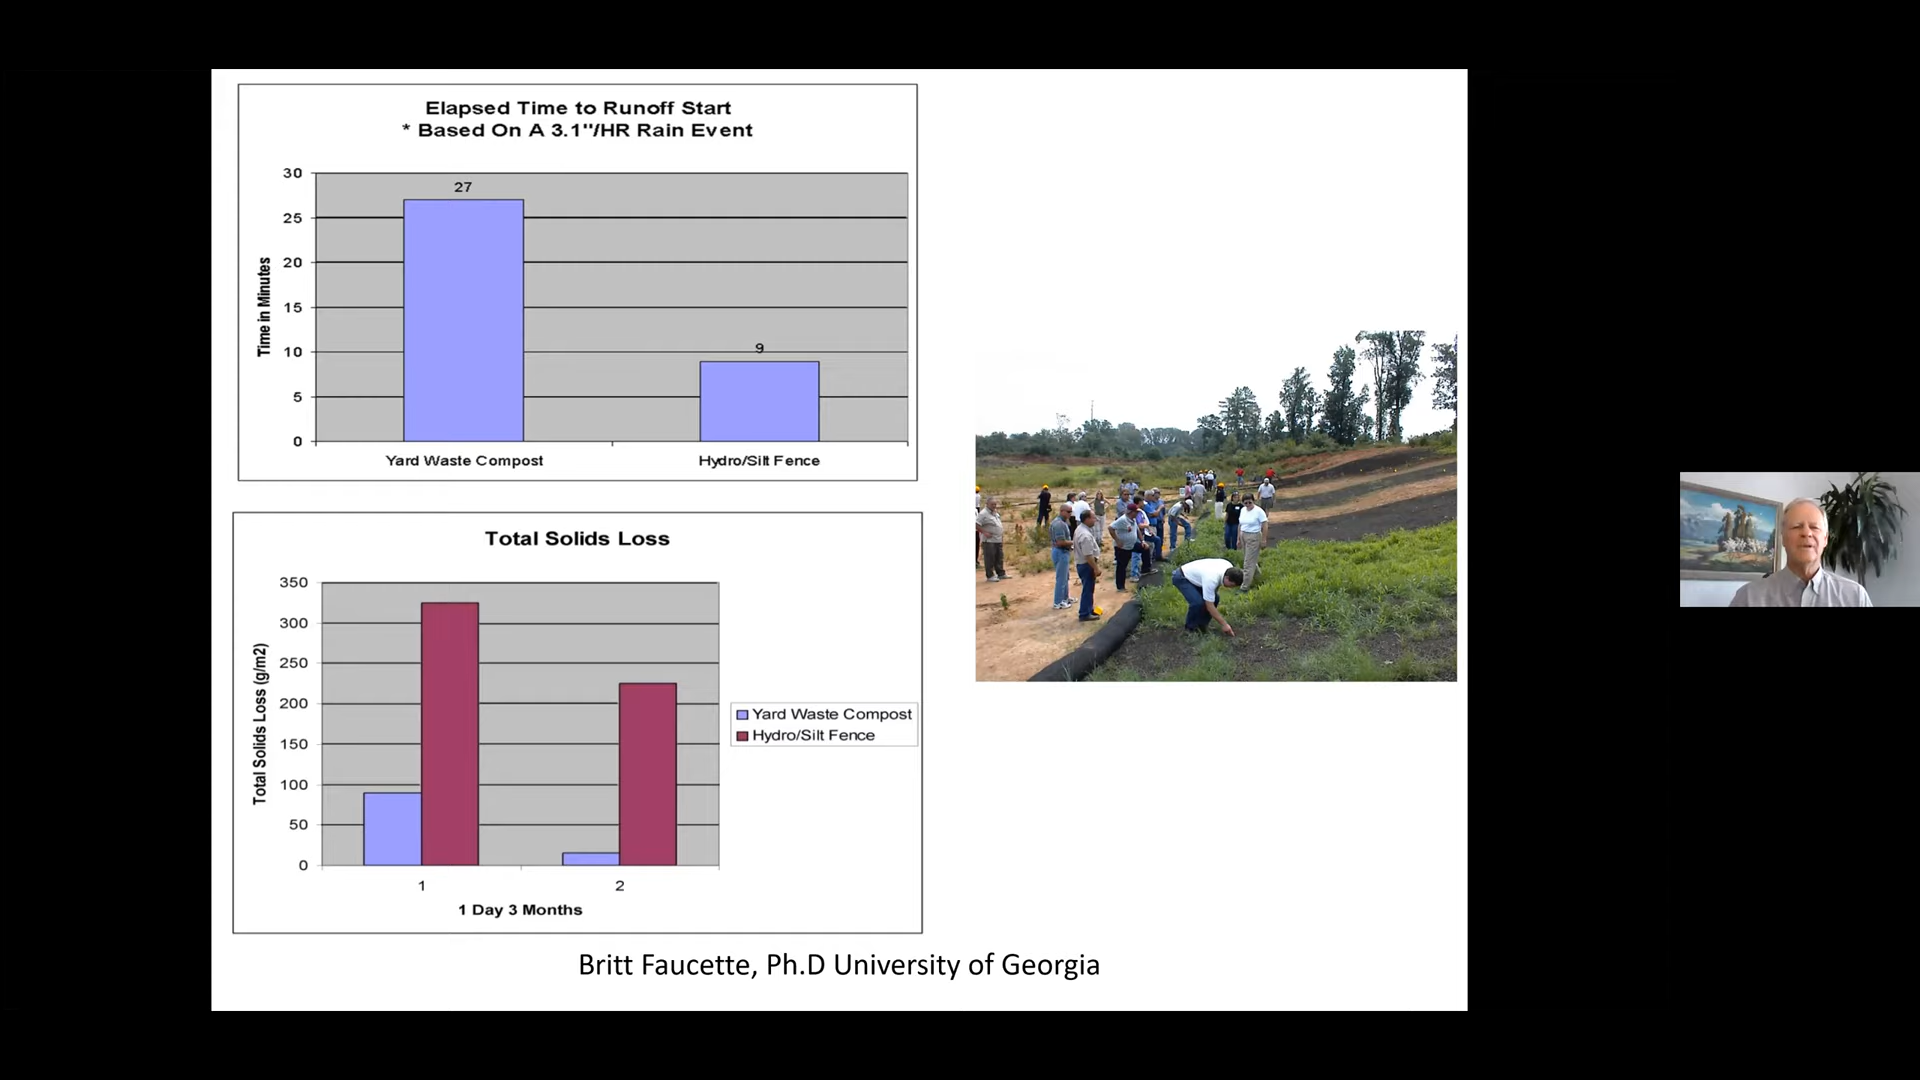 Elapsed Time to Runoff Start
* Based On A 3.1"/HR Rain Event
Time in Minutes
30
25
20
15
10
5
0
27
9
Yard Waste Compost
Hydro/Silt Fence
Total Solids Loss
Total Solids Loss (g/m2)
350
300
250
200
150
100
50
0
1
2
1 Day 3 Months
Yard Waste Compost
Hydro/Silt Fence
Britt Faucette, Ph.D University of Georgia